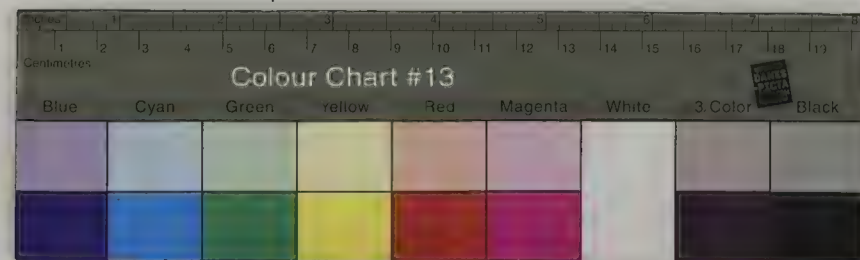 Inches 1 2 3 4 5 6 7 8
1 2 3 4 5 6 7 8 9 10 11 12 13 14 15 16 17 18 19
Centimetres
Colour Chart #13
DANES
PICTA
Blue Cyan Green Yellow Red Magenta White 3.Color Black